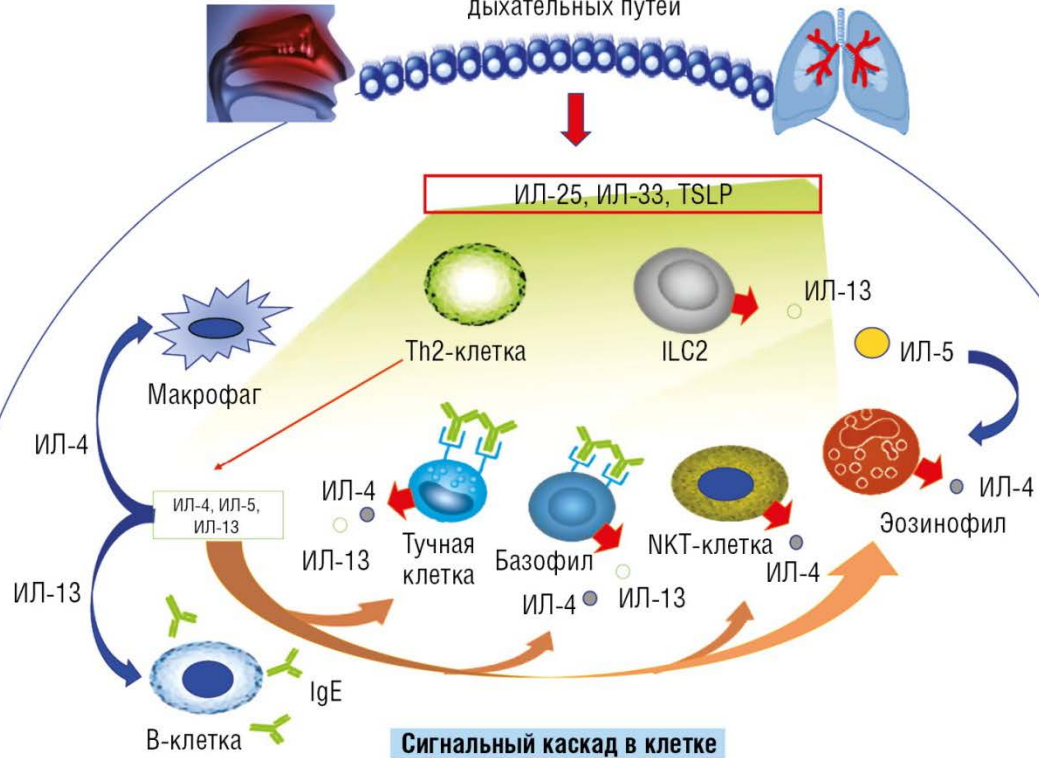 дыхательных путей
ИЛ-25, ИЛ-33, TSLP
Th2-клетка
ILC2
ИЛ-13
ИЛ-5
Макрофаг
ИЛ-4
ИЛ-4, ИЛ-5,
ИЛ-13
ИЛ-4
ИЛ-13
Тучная
клетка
Базофил
ИЛ-4
ИЛ-13
NKT-клетка
ИЛ-4
Эозинофил
ИЛ-4
ИЛ-13
IgE
В-клетка
Сигнальный каскад в клетке